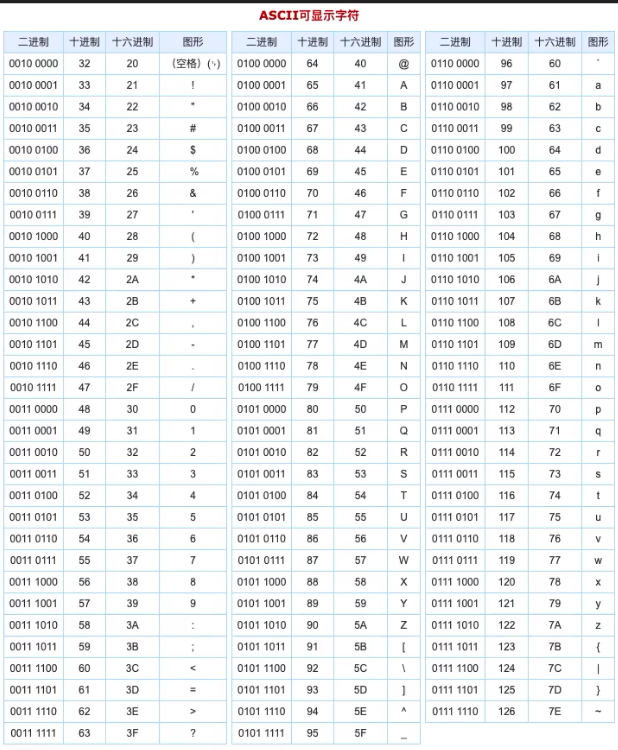 ASCII可显示字符
二进制 十进制 十六进制 图形 二进制 十进制 十六进制 图形 二进制 十进制 十六进制 图形
0010 0000 32 20 (空格)(␠) 0100 0000 64 40 @ 0110 0000 96 60 `
0010 0001 33 21 ! 0100 0001 65 41 A 0110 0001 97 61 a
0010 0010 34 22 " 0100 0010 66 42 B 0110 0010 98 62 b
0010 0011 35 23 # 0100 0011 67 43 C 0110 0011 99 63 c
0010 0100 36 24 $ 0100 0100 68 44 D 0110 0100 100 64 d
0010 0101 37 25 % 0100 0101 69 45 E 0110 0101 101 65 e
0010 0110 38 26 & 0100 0110 70 46 F 0110 0110 102 66 f
0010 0111 39 27 ' 0100 0111 71 47 G 0110 0111 103 67 g
0010 1000 40 28 ( 0100 1000 72 48 H 0110 1000 104 68 h
0010 1001 41 29 ) 0100 1001 73 49 I 0110 1001 105 69 i
0010 1010 42 2A * 0100 1010 74 4A J 0110 1010 106 6A j
0010 1011 43 2B + 0100 1011 75 4B K 0110 1011 107 6B k
0010 1100 44 2C , 0100 1100 76 4C L 0110 1100 108 6C l
0010 1101 45 2D - 0100 1101 77 4D M 0110 1101 109 6D m
0010 1110 46 2E . 0100 1110 78 4E N 0110 1110 110 6E n
0010 1111 47 2F / 0100 1111 79 4F O 0110 1111 111 6F o
0011 0000 48 30 0 0101 0000 80 50 P 0111 0000 112 70 p
0011 0001 49 31 1 0101 0001 81 51 Q 0111 0001 113 71 q
0011 0010 50 32 2 0101 0010 82 52 R 0111 0010 114 72 r
0011 0011 51 33 3 0101 0011 83 53 S 0111 0011 115 73 s
0011 0100 52 34 4 0101 0100 84 54 T 0111 0100 116 74 t
0011 0101 53 35 5 0101 0101 85 55 U 0111 0101 117 75 u
0011 0110 54 36 6 0101 0110 86 56 V 0111 0110 118 76 v
0011 0111 55 37 7 0101 0111 87 57 W 0111 0111 119 77 w
0011 1000 56 38 8 0101 1000 88 58 X 0111 1000 120 78 x
0011 1001 57 39 9 0101 1001 89 59 Y 0111 1001 121 79 y
0011 1010 58 3A : 0101 1010 90 5A Z 0111 1010 122 7A z
0011 1011 59 3B ; 0101 1011 91 5B [ 0111 1011 123 7B {
0011 1100 60 3C < 0101 1100 92 5C \ 0111 1100 124 7C |
0011 1101 61 3D = 0101 1101 93 5D ] 0111 1101 125 7D }
0011 1110 62 3E > 0101 1110 94 5E ^ 0111 1110 126 7E ~
0011 1111 63 3F ? 0101 1111 95 5F _